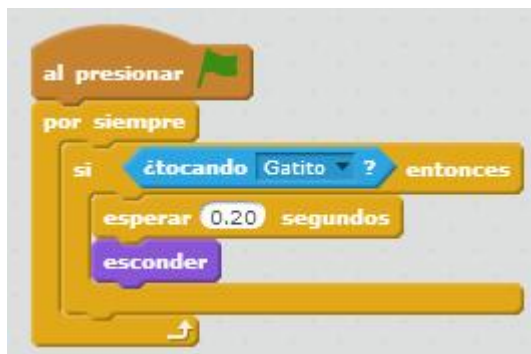 al presionar
por siempre
si ¿tocando Gatito ? entonces
esperar 0.20 segundos
esconder